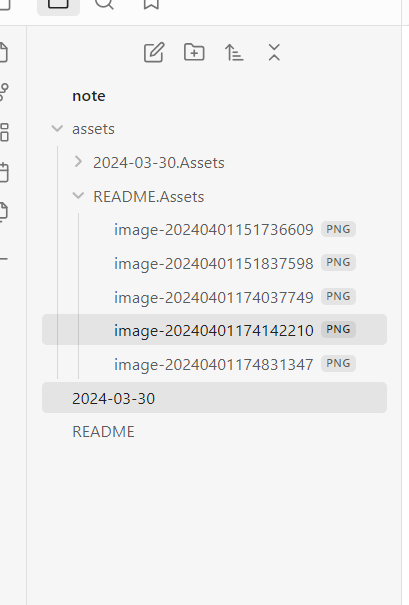 note
assets
2024-03-30.Assets
README.Assets
image-20240401151736609 PNG
image-20240401151837598 PNG
image-20240401174037749 PNG
image-20240401174142210 PNG
image-20240401174831347 PNG
2024-03-30
README